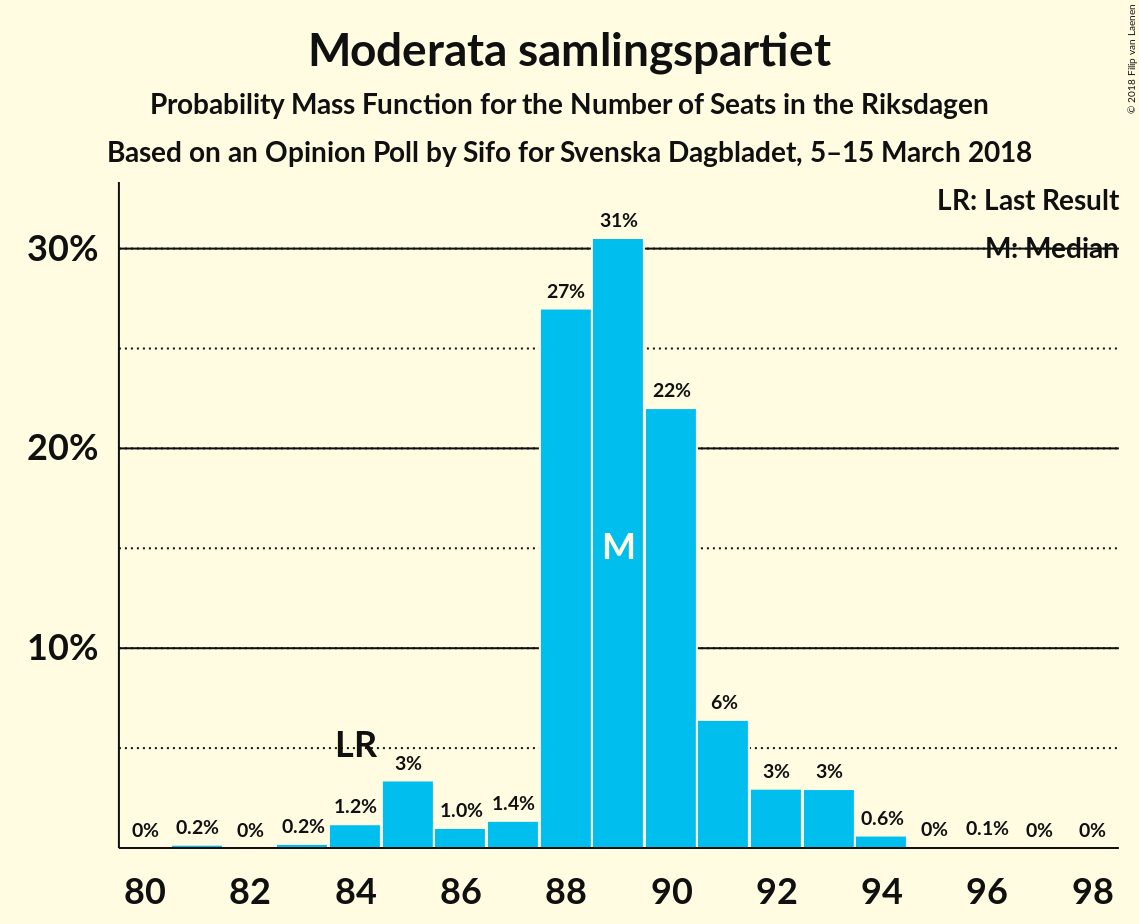 Moderata samlingspartiet
Probability Mass Function for the Number of Seats in the Riksdagen
Based on an Opinion Poll by Sifo for Svenska Dagbladet, 5–15 March 2018
© 2018 Filip van Laenen
LR: Last Result
M: Median
30%
20%
10%
0%
0.2%
0%
0.2%
1.2%
LR
3%
1.0%
1.4%
27%
31%
M
22%
6%
3%
3%
0.6%
0%
0.1%
0%
0%
80 82 84 86 88 90 92 94 96 98